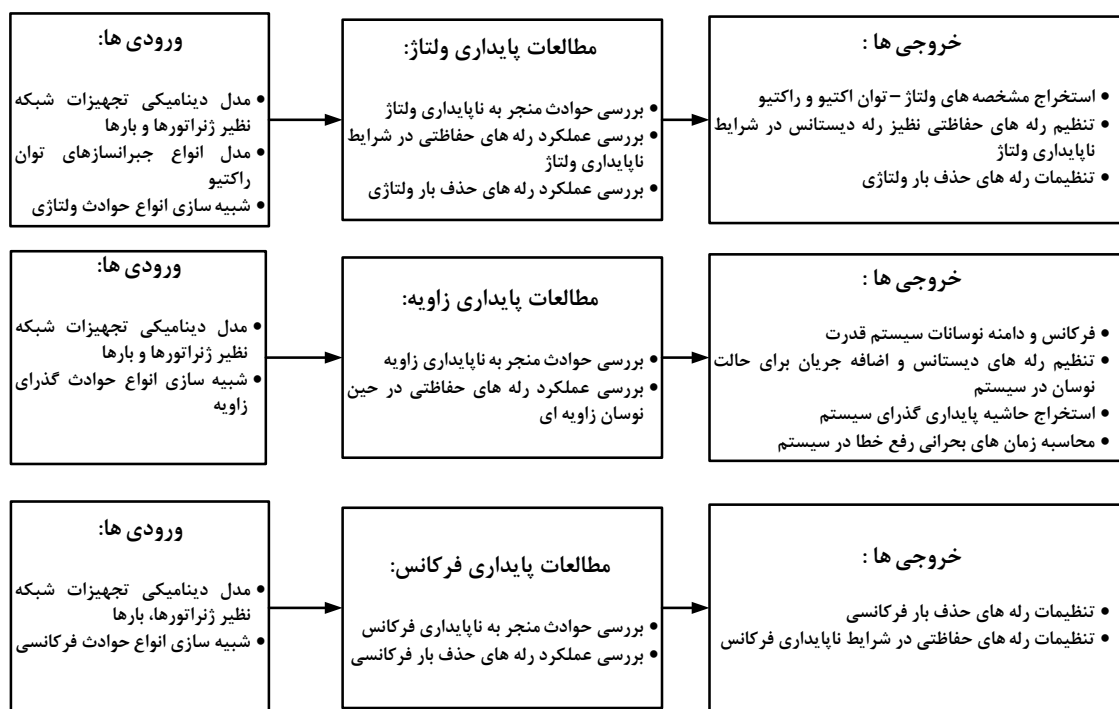 ورودی ها:
• مدل دینامیکی تجهیزات شبکه
نظیر ژنراتورها و بارها
• مدل انواع جبرانسازهای توان
راکتیو
• شبیه سازی انواع حوادث ولتاژی
مطالعات پایداری ولتاژ:
• بررسی حوادث منجر به ناپایداری ولتاژ
• بررسی عملکرد رله های حفاظتی در شرایط
ناپایداری ولتاژ
• بررسی عملکرد رله های حذف بار ولتاژی
خروجی ها :
• استخراج مشخصه های ولتاژ – توان اکتیو و راکتیو
• تنظیم رله های حفاظتی نظیز رله دیستانس در شرایط
ناپایداری ولتاژ
• تنظیمات رله های حذف بار ولتاژی
ورودی ها:
• مدل دینامیکی تجهیزات شبکه
نظیر ژنراتورها و بارها
• شبیه سازی انواع حوادث گذرای
زاویه
مطالعات پایداری زاویه:
• بررسی حوادث منجر به ناپایداری زاویه
• بررسی عملکرد رله های حفاظتی در حین
نوسان زاویه ای
خروجی ها :
• فرکانس و دامنه نوسانات سیستم قدرت
• تنظیم رله های دیستانس و اضافه جریان برای حالت
نوسان در سیستم
• استخراج حاشیه پایداری گذرای سیستم
• محاسبه زمان های بحرانی رفع خطا در سیستم
ورودی ها:
• مدل دینامیکی تجهیزات شبکه
نظیر ژنراتورها، بارها
• شبیه سازی انواع حوادث فرکانسی
مطالعات پایداری فرکانس:
• بررسی حوادث منجر به ناپایداری فرکانس
• بررسی عملکرد رله های حذف بار فرکانسی
خروجی ها :
• تنظیمات رله های حذف بار فرکانسی
• تنظیمات رله های حفاظتی در شرایط ناپایداری فرکانس